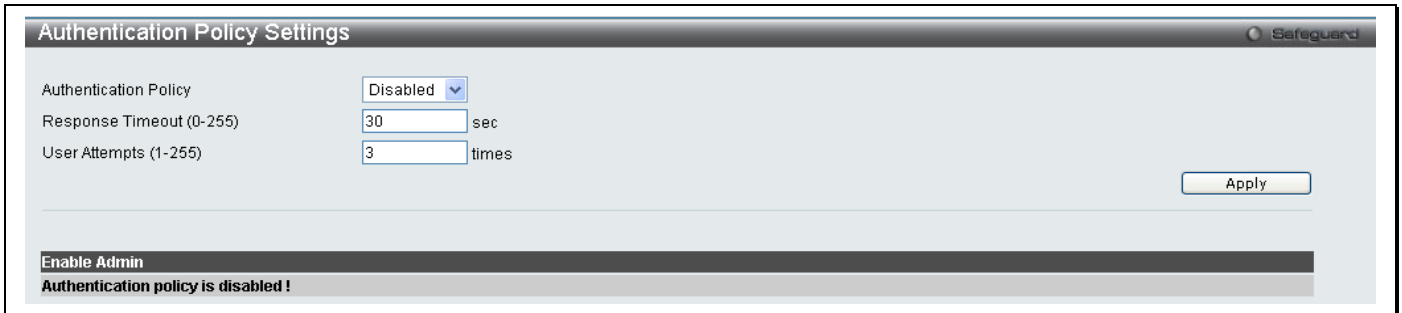 Authentication Policy Settings
Safeguard
Authentication Policy Disabled
Response Timeout (0-255) 30 sec
User Attempts (1-255) 3 times
Apply
Enable Admin
Authentication policy is disabled !